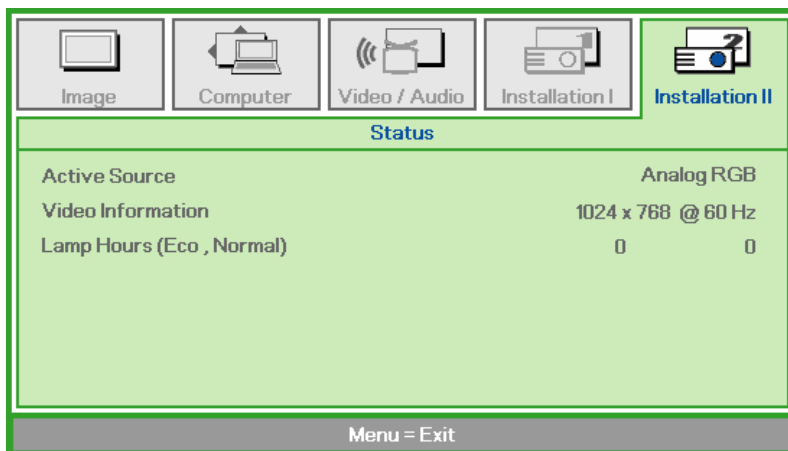 Image Computer Video / Audio Installation I Installation II
Status
Active Source Analog RGB
Video Information 1024 x 768 @ 60 Hz
Lamp Hours (Eco , Normal) 0 0
Menu = Exit